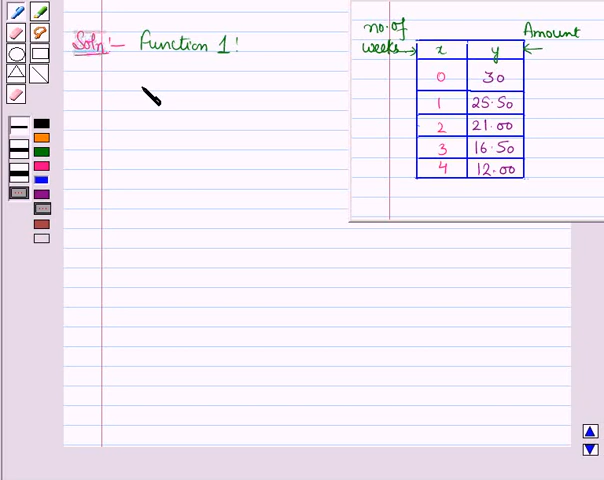 Soln:- Function 1:
no. of
weeks
Amount
x y
0 30
1 25.50
2 21.00
3 16.50
4 12.00